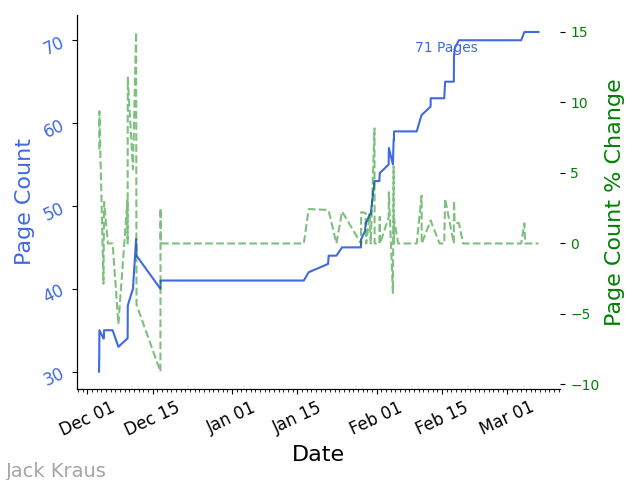 71 Pages
70
60
50
40
30
Page Count
15
10
5
0
−5
−10
Page Count % Change
Dec 01
Dec 15
Jan 01
Jan 15
Feb 01
Feb 15
Mar 01
Date
Jack Kraus